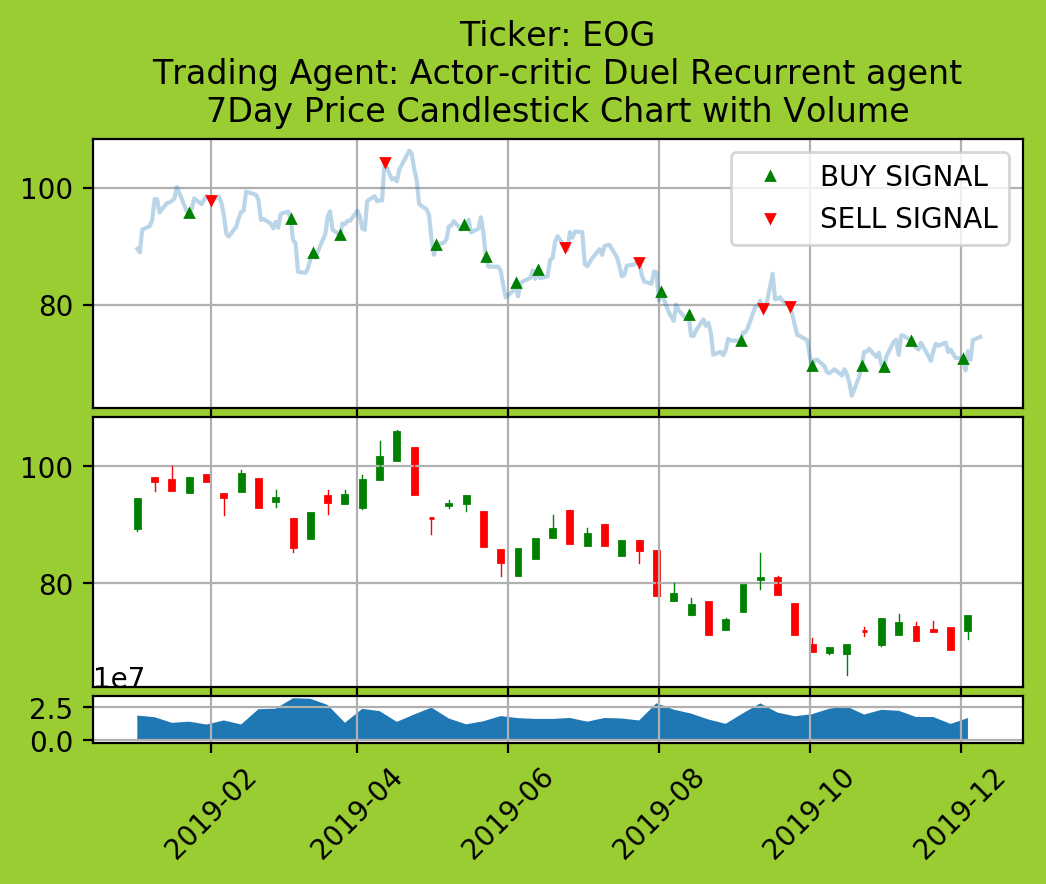 Ticker: EOG
Trading Agent: Actor-critic Duel Recurrent agent
7Day Price Candlestick Chart with Volume
100
80
BUY SIGNAL
SELL SIGNAL
100
80
1e7
2.5
0.0
2019-02
2019-04
2019-06
2019-08
2019-10
2019-12